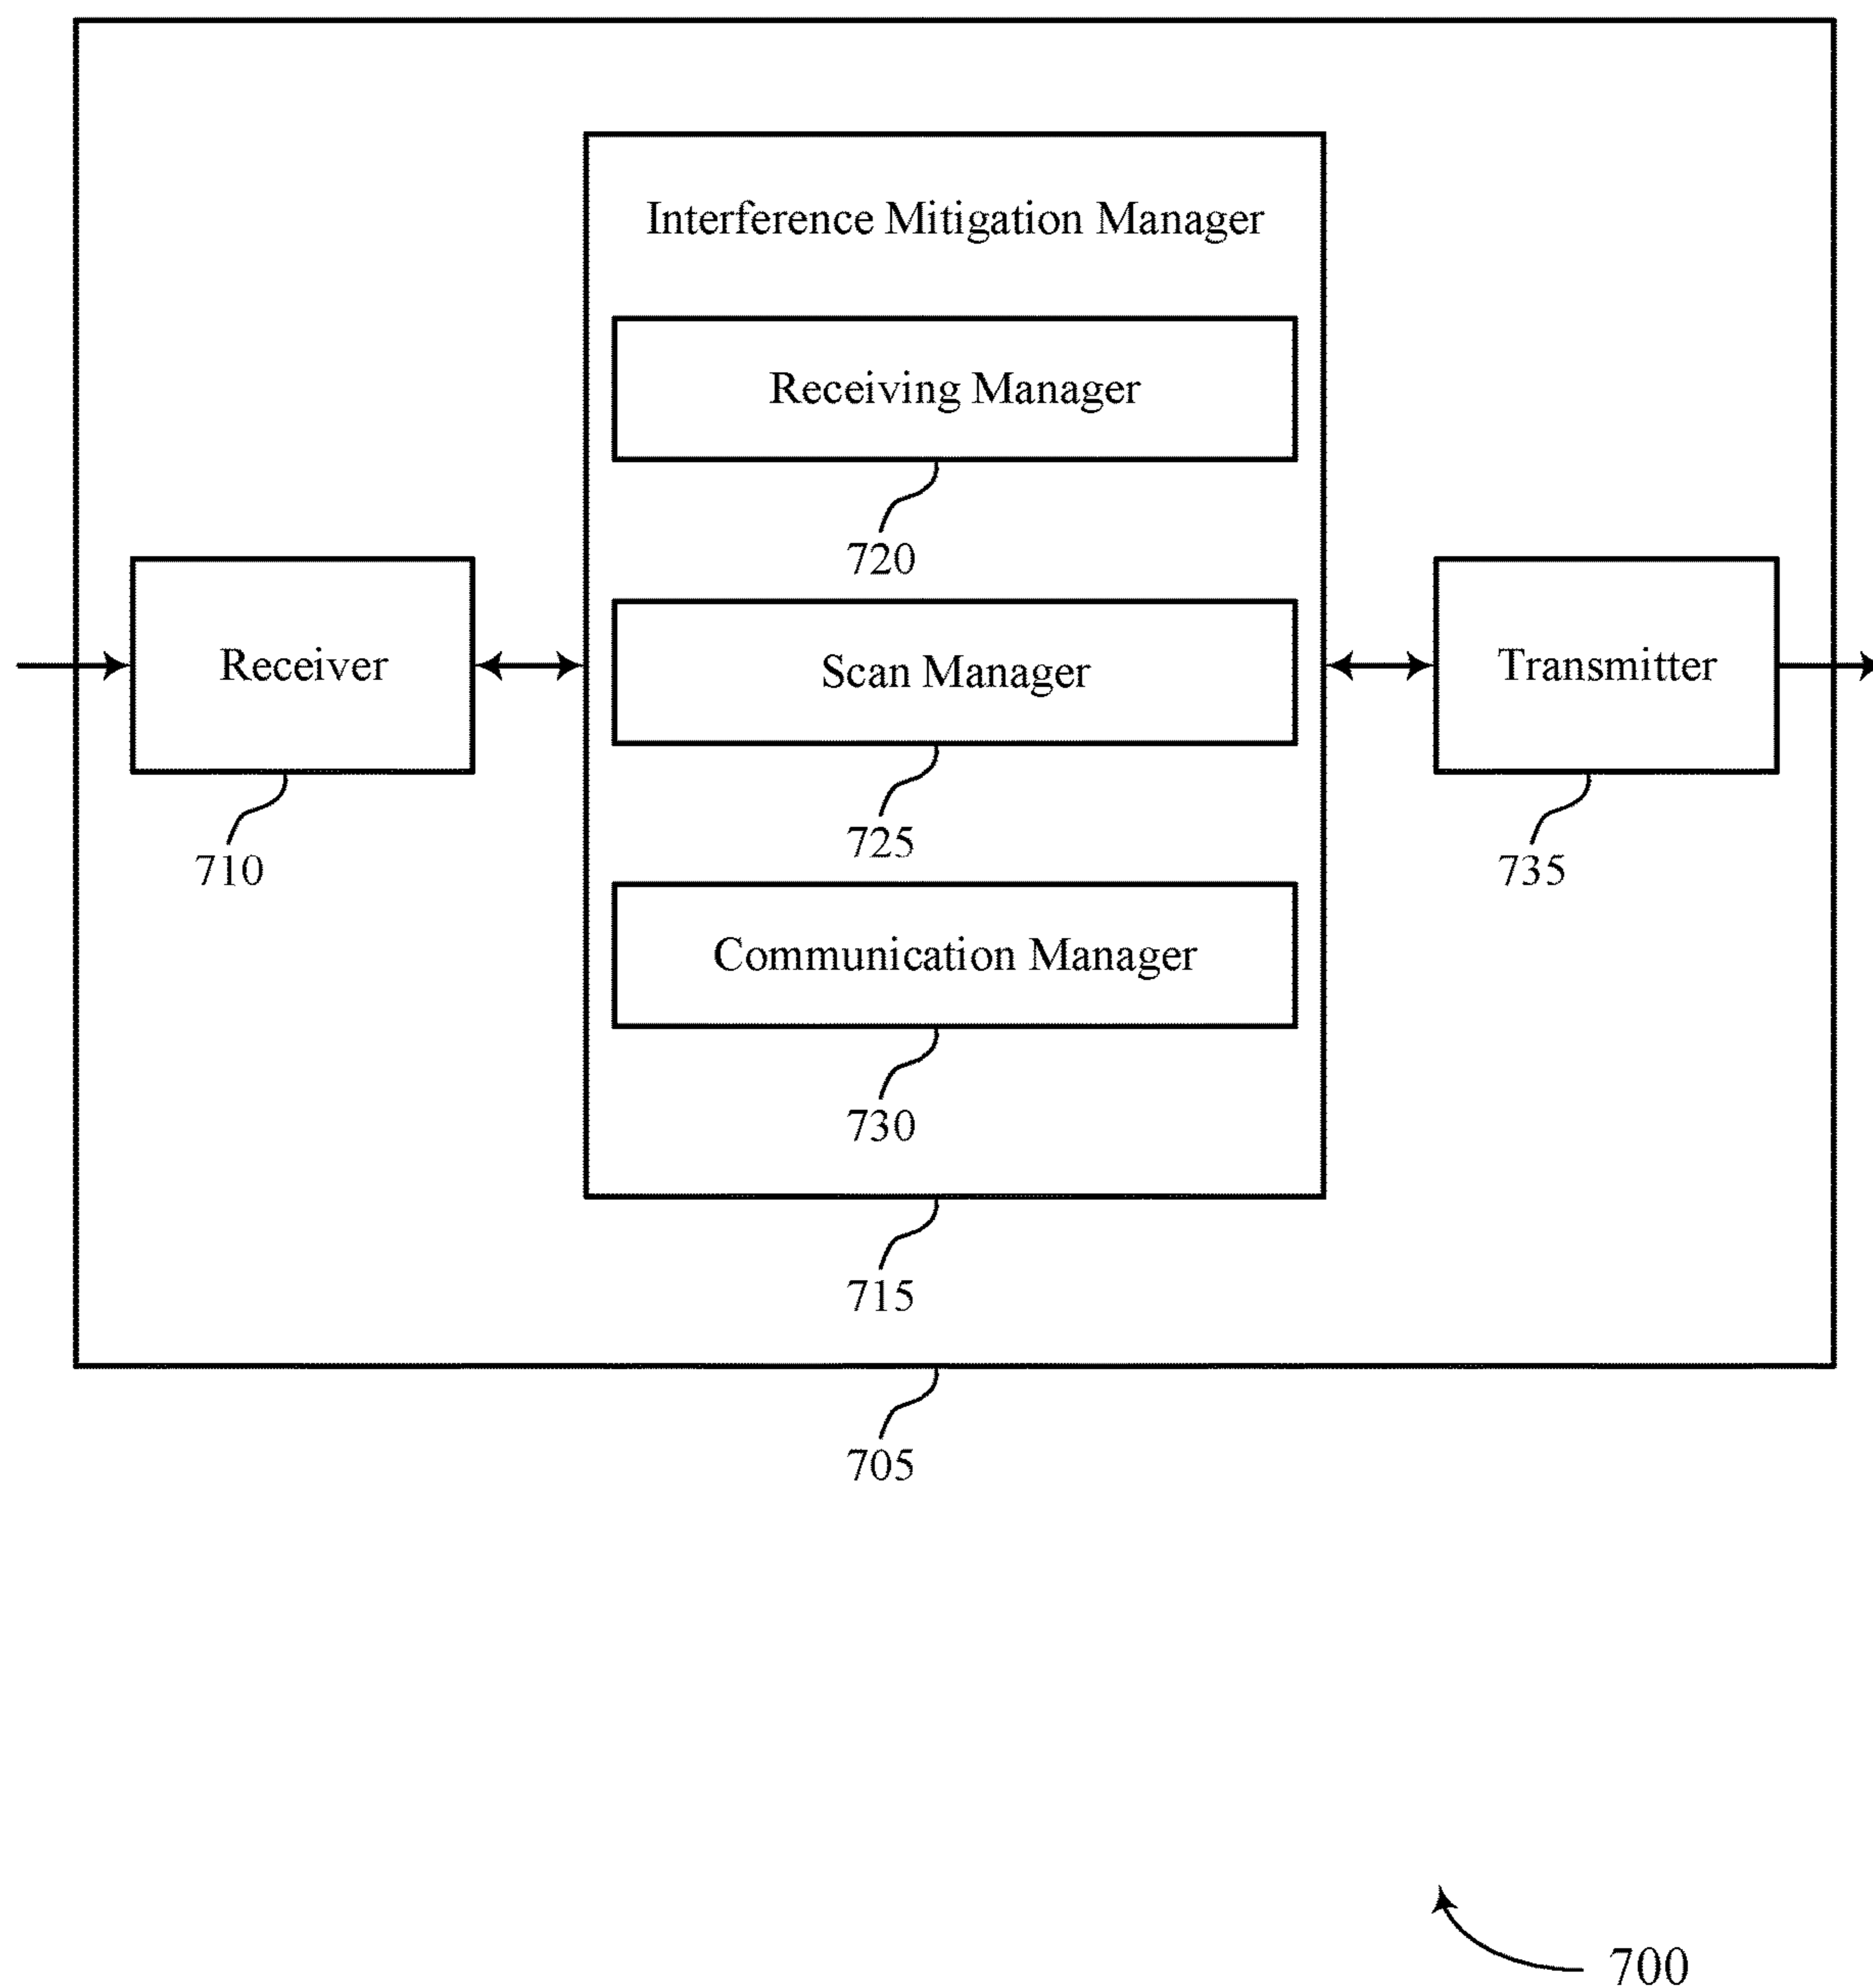 Interference Mitigation Manager
Receiving Manager
720
Receiver
710
Scan Manager
725
Transmitter
735
Communication Manager
730
715
705
700